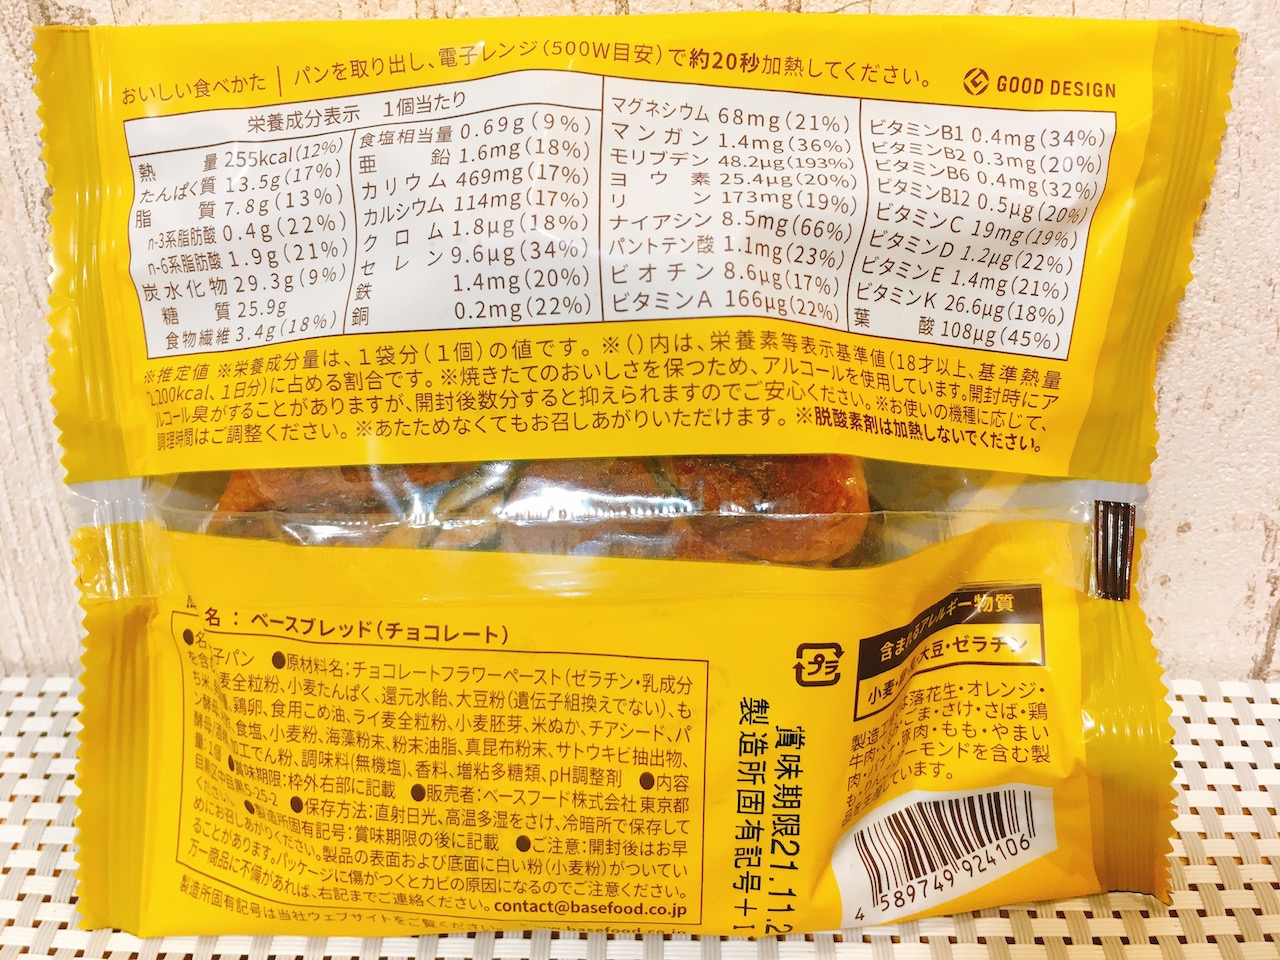 おいしい食べかた｜パンを取り出し、電子レンジ(500W目安)で約20秒加熱してください。
GOOD DESIGN
栄養成分表示 1個当たり
熱量 255kcal(12%)
たんぱく質 13.5g(17%)
脂質 7.8g(13%)
n-3系脂肪酸 0.4g(22%)
n-6系脂肪酸 1.9g(21%)
炭水化物 29.3g(9%)
糖質 25.9g
食物繊維 3.4g(18%)
食塩相当量 0.69g(9%)
亜鉛 1.6mg(18%)
カリウム 469mg(17%)
カルシウム 114mg(17%)
クロム 1.8μg(18%)
セレン 9.6μg(34%)
鉄 1.4mg(20%)
銅 0.2mg(22%)
マグネシウム 68mg(21%)
マンガン 1.4mg(36%)
モリブデン 48.2μg(193%)
ヨウ素 25.4μg(20%)
リン 173mg(19%)
ナイアシン 8.5mg(66%)
パントテン酸 1.1mg(23%)
ビオチン 8.6μg(17%)
ビタミンA 166μg(22%)
ビタミンB1 0.4mg(34%)
ビタミンB2 0.3mg(20%)
ビタミンB6 0.4mg(32%)
ビタミンB12 0.5μg(20%)
ビタミンC 19mg(19%)
ビタミンD 1.2μg(22%)
ビタミンE 1.4mg(21%)
ビタミンK 26.6μg(18%)
葉酸 108μg(45%)
※推定値 ※栄養成分量は、1袋分(1個)の値です。※()内は、栄養素等表示基準値(18才以上、基準熱量
2,200kcal、1日分)に占める割合です。※焼きたてのおいしさを保つため、アルコールを使用しています。開封時にア
ルコール臭がすることがありますが、開封後数分すると抑えられますのでご安心ください。※お使いの機種に応じて、
調理時間はご調整ください。※あたためなくてもお召しあがりいただけます。※脱酸素剤は加熱しないでください。
名：ベースブレッド(チョコレート)
●名 子パン ●原材料名：チョコレートフラワーペースト(ゼラチン・乳成分
を含 麦全粒粉、小麦たんぱく、還元水飴、大豆粉(遺伝子組換えでない)、も
ち米 、鶏卵、食用こめ油、ライ麦全粒粉、小麦胚芽、米ぬか、チアシード、パ
ン酵母 食塩、小麦粉、海藻粉末、粉末油脂、真昆布粉末、サトウキビ抽出物、
酵母 加工でん粉、調味料(無機塩)、香料、増粘多糖類、pH調整剤 ●内容
量：1個 ●賞味期限：枠外右部に記載 ●販売者：ベースフード株式会社 東京都
目黒区中目黒5-25-2 ●保存方法：直射日光、高温多湿をさけ、冷暗所で保存して
ください。●製造所固有記号：賞味期限の後に記載 ●ご注意：開封後はお早
めにお召しあがりください。製品の表面および底面に白い粉(小麦粉)がついてい
ることがあります。パッケージに傷がつくとカビの原因になるのでご注意ください。
万一商品に不備があれば、右記までご連絡ください。contact@basefood.co.jp
製造所固有記号は当社ウェブサイトをご覧ください。
プラ
賞味期限21.11.2
製造所固有記号+
含まれるアレルギー物質
小麦 大豆・ゼラチン
製造 落花生・オレンジ・
牛肉 ごま・さけ・さば・鶏
肉 豚肉・もも・やまい
も アーモンドを含む製
品を しています。
4 589749 924106